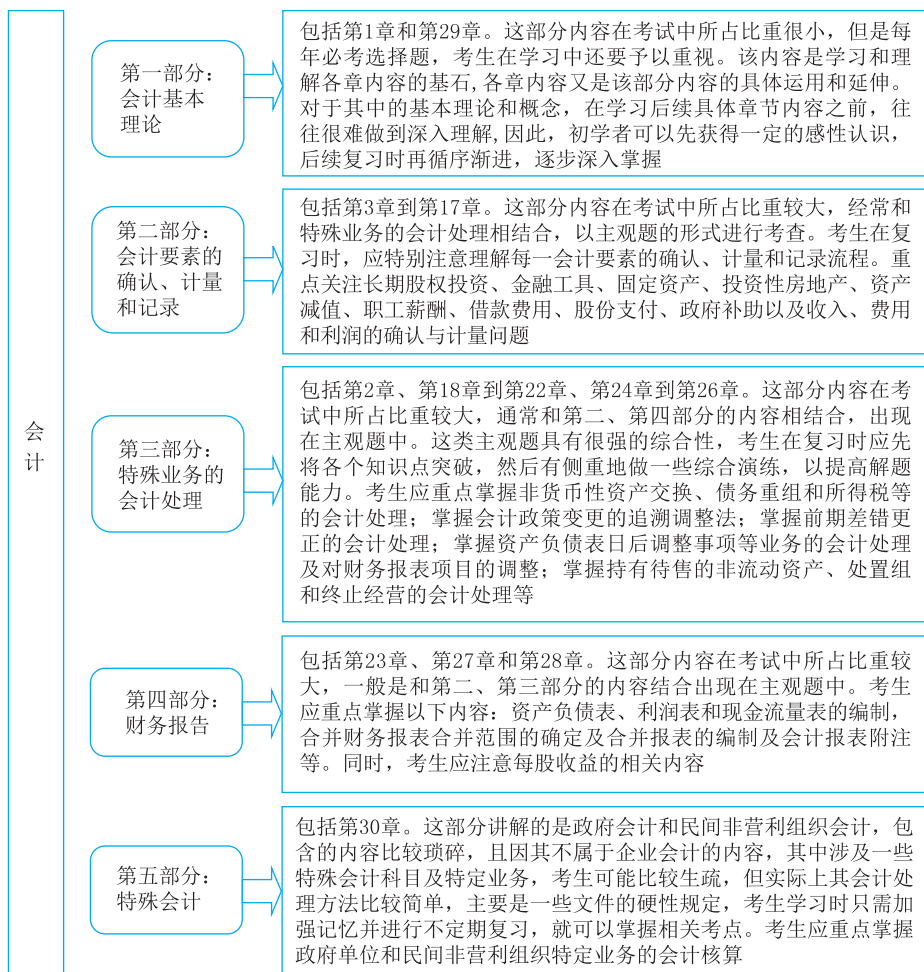 会
计
第一部分：
会计基本
理论
包括第1章和第29章。这部分内容在考试中所占比重很小，但是每
年必考选择题，考生在学习中还要予以重视。该内容是学习和理
解各章内容的基石,各章内容又是该部分内容的具体运用和延伸。
对于其中的基本理论和概念，在学习后续具体章节内容之前，往
往很难做到深入理解,因此，初学者可以先获得一定的感性认识，
后续复习时再循序渐进，逐步深入掌握
第二部分：
会计要素的
确认、计量
和记录
包括第3章到第17章。这部分内容在考试中所占比重较大，经常和
特殊业务的会计处理相结合，以主观题的形式进行考查。考生在复
习时，应特别注意理解每一会计要素的确认、计量和记录流程。重
点关注长期股权投资、金融工具、固定资产、投资性房地产、资产
减值、职工薪酬、借款费用、股份支付、政府补助以及收入、费用
和利润的确认与计量问题
第三部分：
特殊业务的
会计处理
包括第2章、第18章到第22章、第24章到第26章。这部分内容在考
试中所占比重较大，通常和第二、第四部分的内容相结合，出现
在主观题中。这类主观题具有很强的综合性，考生在复习时应先
将各个知识点突破，然后有侧重地做一些综合演练，以提高解题
能力。考生应重点掌握非货币性资产交换、债务重组和所得税等
的会计处理；掌握会计政策变更的追溯调整法；掌握前期差错更
正的会计处理；掌握资产负债表日后调整事项等业务的会计处理
及对财务报表项目的调整；掌握持有待售的非流动资产、处置组
和终止经营的会计处理等
第四部分：
财务报告
包括第23章、第27章和第28章。这部分内容在考试中所占比重较
大，一般是和第二、第三部分的内容结合出现在主观题中。考生
应重点掌握以下内容：资产负债表、利润表和现金流量表的编制，
合并财务报表合并范围的确定及合并报表的编制及会计报表附注
等。同时，考生应注意每股收益的相关内容
第五部分：
特殊会计
包括第30章。这部分讲解的是政府会计和民间非营利组织会计，包
含的内容比较琐碎，且因其不属于企业会计的内容，其中涉及一些
特殊会计科目及特定业务，考生可能比较生疏，但实际上其会计处
理方法比较简单，主要是一些文件的硬性规定，考生学习时只需加
强记忆并进行不定期复习，就可以掌握相关考点。考生应重点掌握
政府单位和民间非营利组织特定业务的会计核算